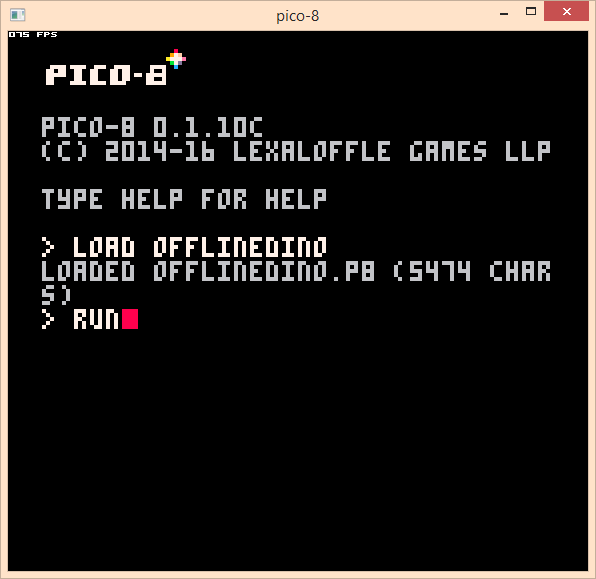 pico-8
075 FPS
PICO-8
PICO-8 0.1.10C
(C) 2014-16 LEXALOFFLE GAMES LLP
TYPE HELP FOR HELP
> LOAD OFFLINEDINO
LOADED OFFLINEDINO.P8 (5474 CHAR
S)
> RUN